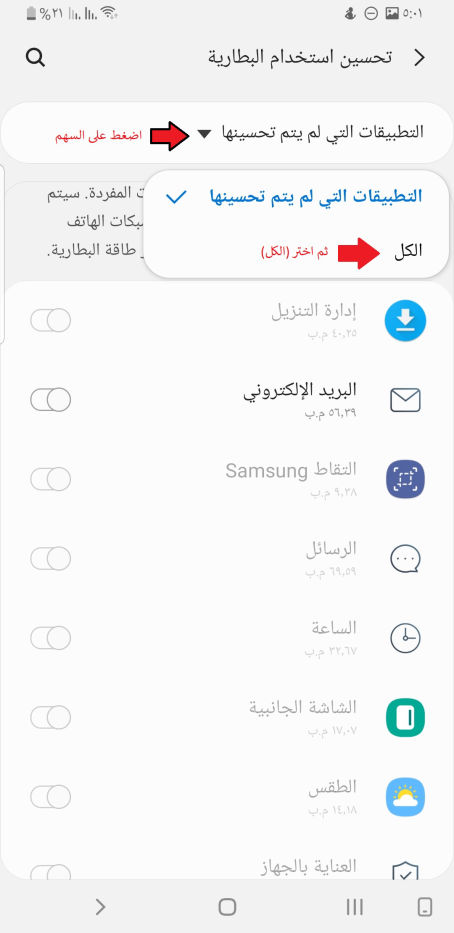 ٥:٠١
%٢١
تحسين استخدام البطارية
التطبيقات التي لم يتم تحسينها
اضغط على السهم
التطبيقات التي لم يتم تحسينها
الكل
ثم اختر (الكل)
المفردة. سيتم
الهاتف
طاقة البطارية.
إدارة التنزيل
٤٠,٢٥ م.ب
البريد الإلكتروني
٥٦,٣٩ م.ب
التقاط Samsung
٩,٣٨ م.ب
الرسائل
٦٩,٥٩ م.ب
الساعة
٣٢,٦٧ م.ب
الشاشة الجانبية
١٧,٠٧ م.ب
الطقس
١٤,١٨ م.ب
العناية بالجهاز